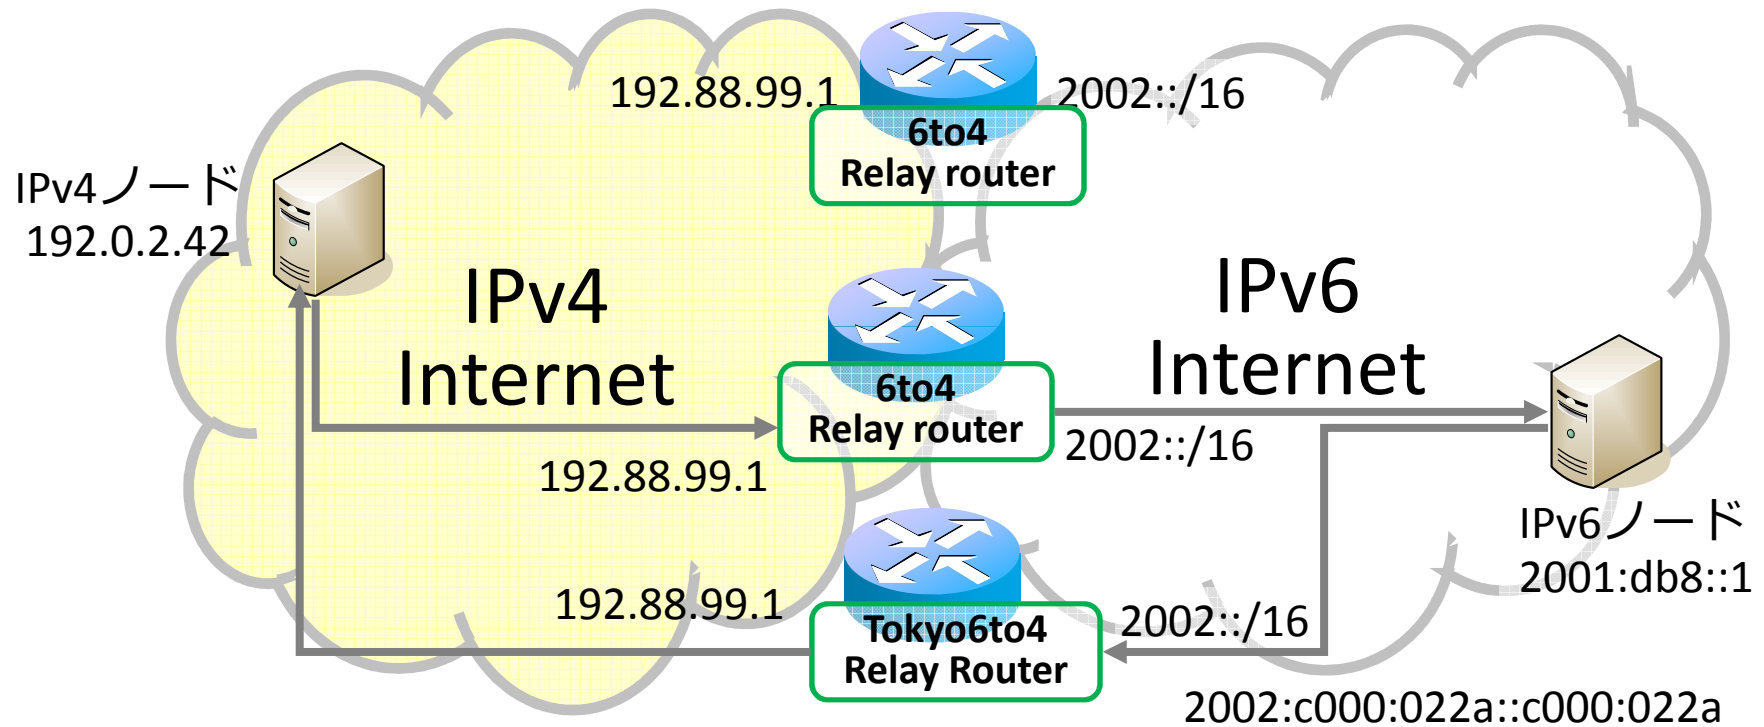 192.88.99.1
2002::/16
6to4
Relay router
IPv4ノード
192.0.2.42
IPv4
Internet
IPv6
Internet
6to4
Relay router
192.88.99.1
2002::/16
IPv6ノード
2001:db8::1
192.88.99.1
2002::/16
Tokyo6to4
Relay Router
2002:c000:022a::c000:022a